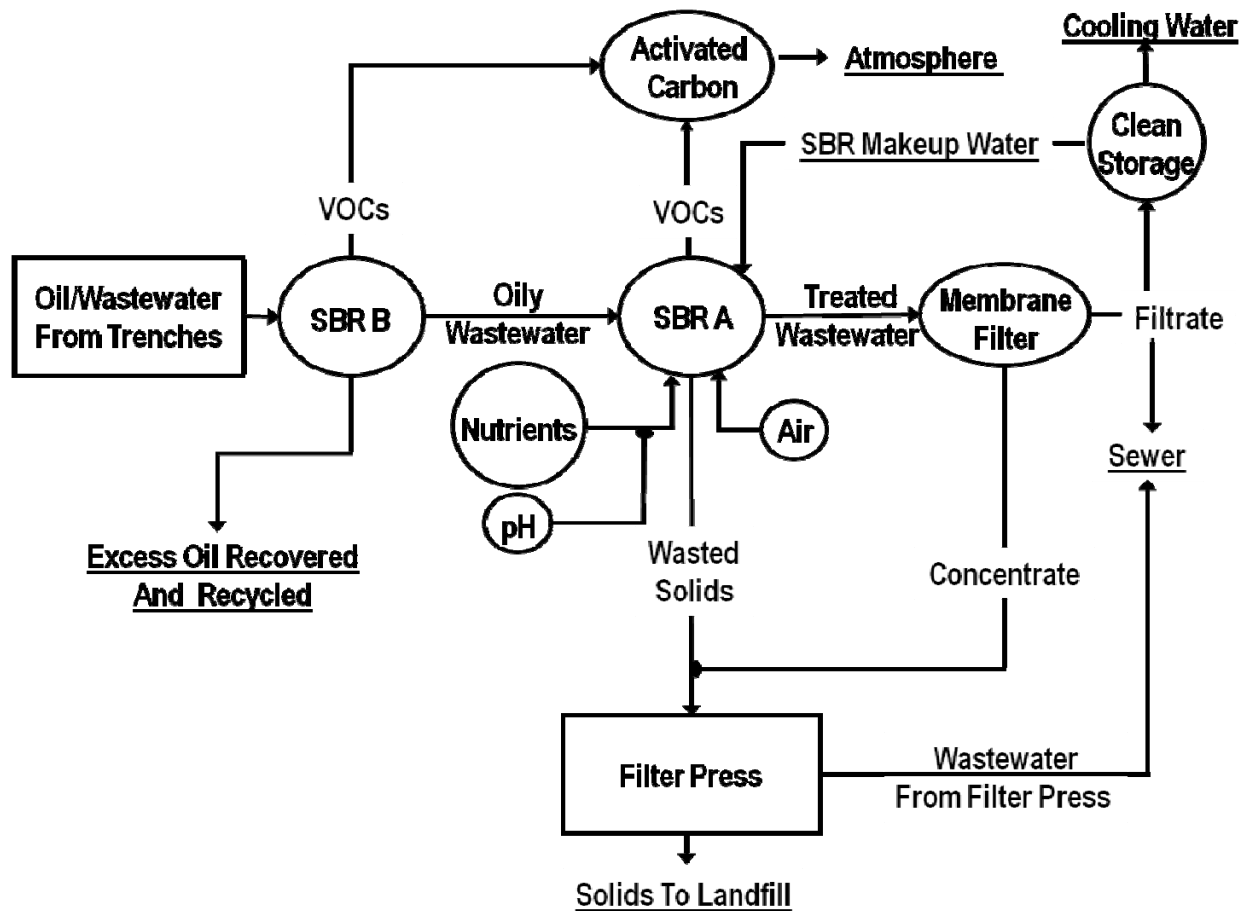 Cooling Water
Activated
Carbon
Atmosphere
Clean
Storage
SBR Makeup Water
VOCs
VOCs
Oil/Wastewater
From Trenches
SBR B
Oily
Wastewater
SBR A
Treated
Wastewater
Membrane
Filter
Filtrate
Nutrients
Air
Sewer
pH
Excess Oil Recovered
And Recycled
Wasted
Solids
Concentrate
Filter Press
Wastewater
From Filter Press
Solids To Landfill